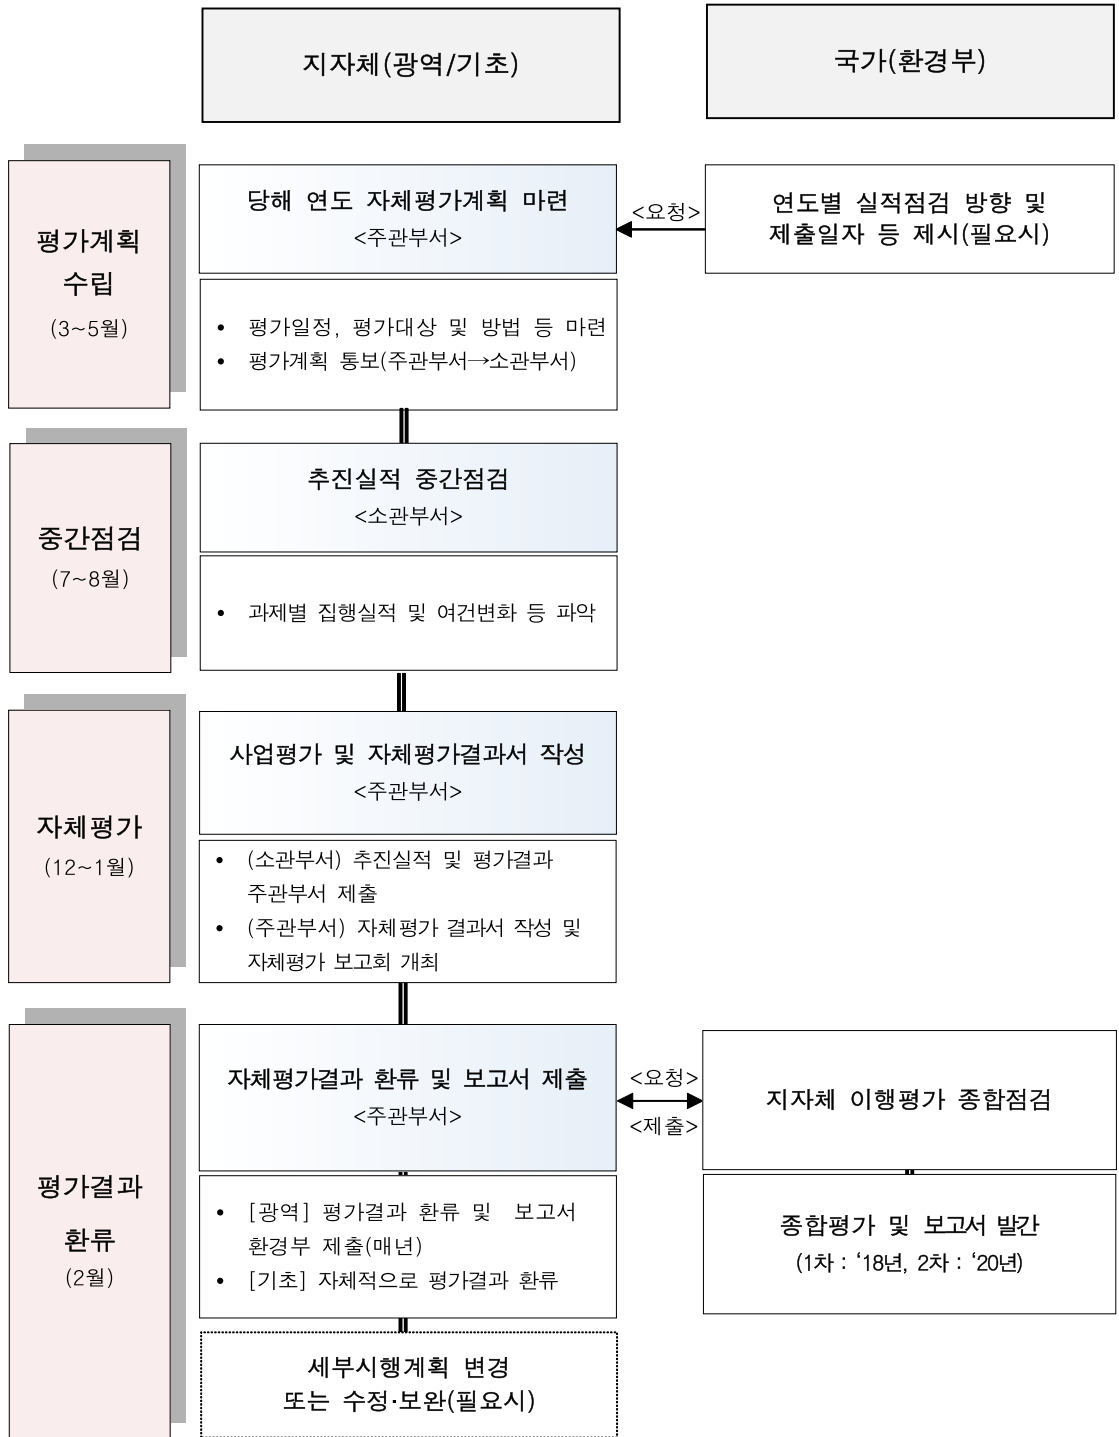 지자체(광역/기초)
국가(환경부)
평가계획
수립
(3~5월)
당해 연도 자체평가계획 마련
<주관부서>
<요청>
연도별 실적점검 방향 및
제출일자 등 제시(필요시)
• 평가일정, 평가대상 및 방법 등 마련
• 평가계획 통보(주관부서→소관부서)
중간점검
(7~8월)
추진실적 중간점검
<소관부서>
• 과제별 집행실적 및 여건변화 등 파악
자체평가
(12~1월)
사업평가 및 자체평가결과서 작성
<주관부서>
• (소관부서) 추진실적 및 평가결과
주관부서 제출
• (주관부서) 자체평가 결과서 작성 및
자체평가 보고회 개최
평가결과
환류
(2월)
자체평가결과 환류 및 보고서 제출
<주관부서>
<요청>
<제출>
지자체 이행평가 종합점검
• [광역] 평가결과 환류 및 보고서
환경부 제출(매년)
• [기초] 자체적으로 평가결과 환류
종합평가 및 보고서 발간
(1차 : ‘18년, 2차 : ‘20년)
세부시행계획 변경
또는 수정·보완(필요시)